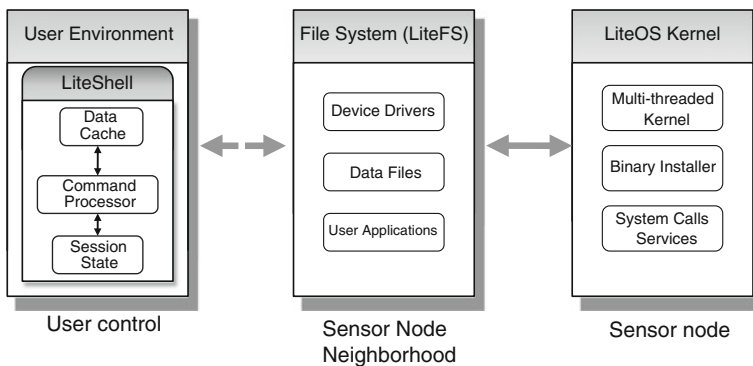 User Environment
LiteShell
Data
Cache
Command
Processor
Session
State
User control
File System (LiteFS)
Device Drivers
Data Files
User Applications
Sensor Node
Neighborhood
LiteOS Kernel
Multi-threaded
Kernel
Binary Installer
System Calls
Services
Sensor node